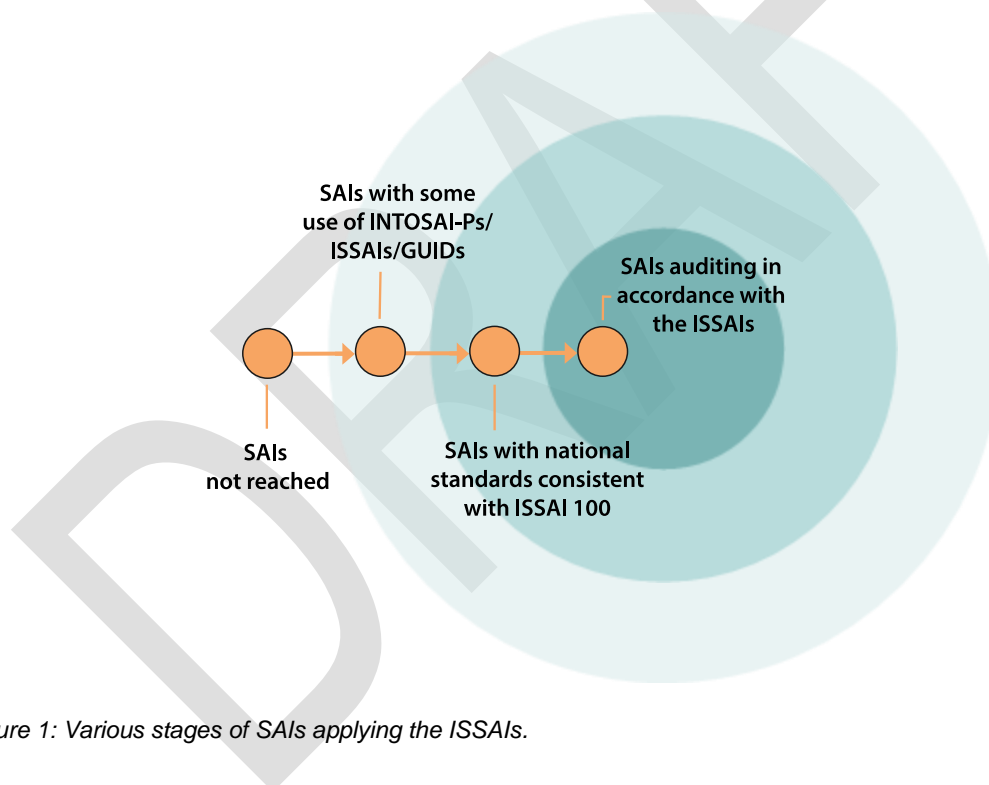 SAIs with some
use of INTOSAI-Ps/
ISSAIs/GUIDs
SAIs auditing in
accordance with
the ISSAIs
SAIs
not reached
SAIs with national
standards consistent
with ISSAI 100
ure 1: Various stages of SAIs applying the ISSAIs.
DRAF